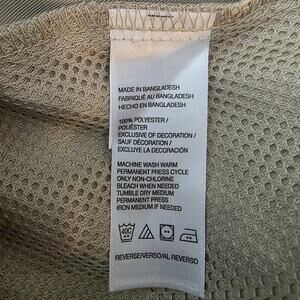 MADE IN BANGLADESH
FABRIQUÉ AU BANGLADESH
HECHO EN BANGLADESH
100% POLYESTER /
POLIÉSTER
EXCLUSIVE OF DECORATION /
SAUF DÉCORATION /
EXCLUYE LA DECORACIÓN
MACHINE WASH WARM
PERMANENT PRESS CYCLE
ONLY NON-CHLORINE
BLEACH WHEN NEEDED
TUMBLE DRY MEDIUM
PERMANENT PRESS
IRON MEDIUM IF NEEDED
40C
REVERSE/VERSO/AL REVERSO